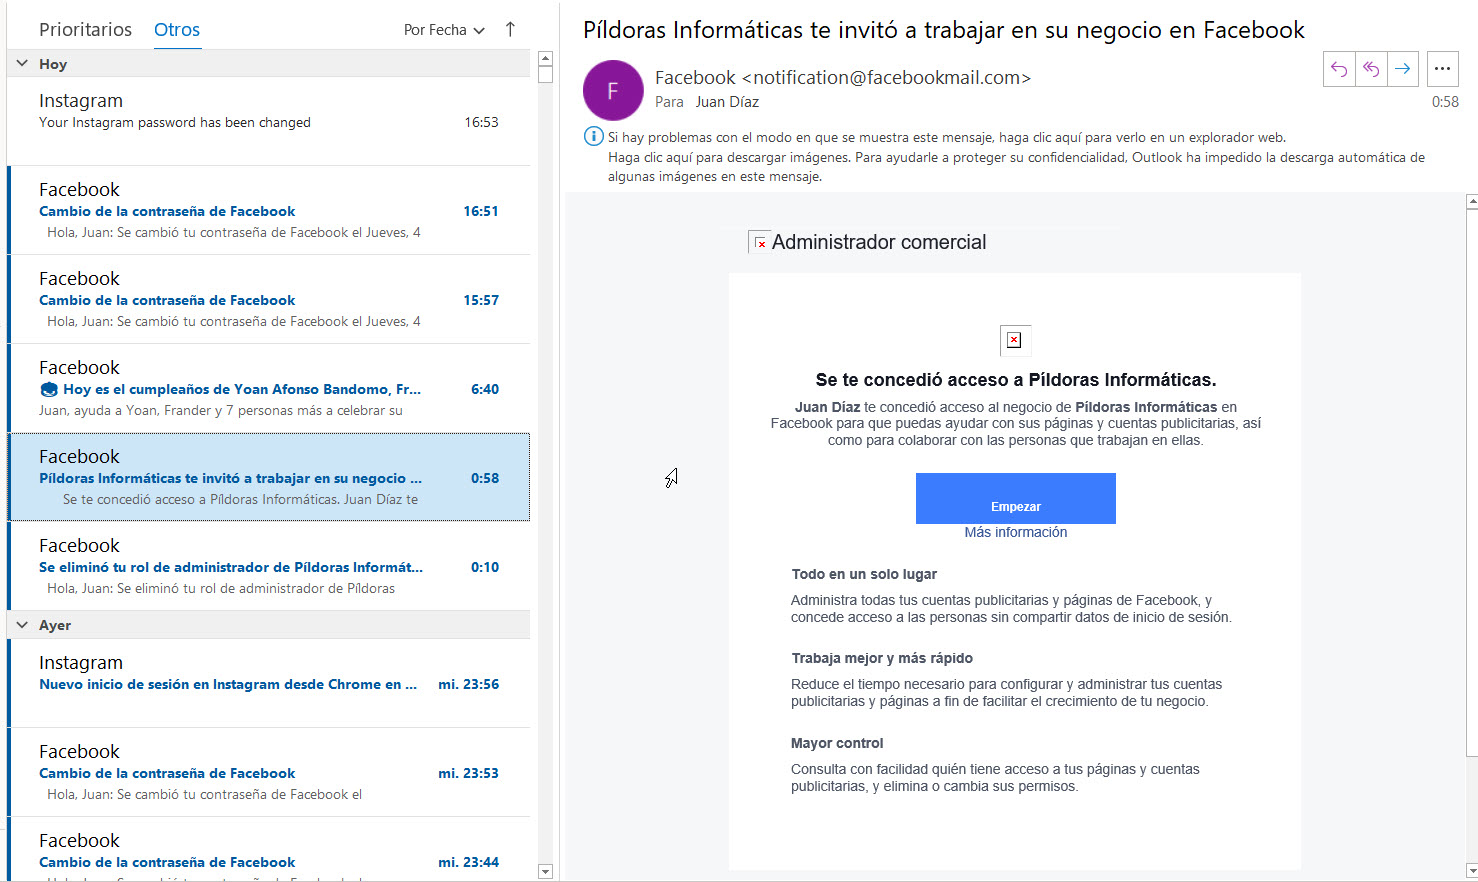 Prioritarios Otros Por Fecha
Hoy
Instagram
Your Instagram password has been changed 16:53
Facebook
Cambio de la contraseña de Facebook 16:51
Hola, Juan: Se cambió tu contraseña de Facebook el Jueves, 4
Facebook
Cambio de la contraseña de Facebook 15:57
Hola, Juan: Se cambió tu contraseña de Facebook el Jueves, 4
Facebook
Hoy es el cumpleaños de Yoan Afonso Bandomo, Fr... 6:40
Juan, ayuda a Yoan, Frander y 7 personas más a celebrar su
Facebook
Píldoras Informáticas te invitó a trabajar en su negocio ... 0:58
Se te concedió acceso a Píldoras Informáticas. Juan Díaz te
Facebook
Se eliminó tu rol de administrador de Píldoras Informát... 0:10
Hola, Juan: Se eliminó tu rol de administrador de Píldoras
Ayer
Instagram
Nuevo inicio de sesión en Instagram desde Chrome en ... mi. 23:56
Facebook
Cambio de la contraseña de Facebook mi. 23:53
Hola, Juan: Se cambió tu contraseña de Facebook el
Facebook
Cambio de la contraseña de Facebook mi. 23:44
Píldoras Informáticas te invitó a trabajar en su negocio en Facebook
F
Facebook <notification@facebookmail.com>
Para Juan Díaz 0:58
Si hay problemas con el modo en que se muestra este mensaje, haga clic aquí para verlo en un explorador web.
Haga clic aquí para descargar imágenes. Para ayudarle a proteger su confidencialidad, Outlook ha impedido la descarga automática de
algunas imágenes en este mensaje.
Administrador comercial
Se te concedió acceso a Píldoras Informáticas.
Juan Díaz te concedió acceso al negocio de Píldoras Informáticas en
Facebook para que puedas ayudar con sus páginas y cuentas publicitarias, así
como para colaborar con las personas que trabajan en ellas.
Empezar
Más información
Todo en un solo lugar
Administra todas tus cuentas publicitarias y páginas de Facebook, y
concede acceso a las personas sin compartir datos de inicio de sesión.
Trabaja mejor y más rápido
Reduce el tiempo necesario para configurar y administrar tus cuentas
publicitarias y páginas a fin de facilitar el crecimiento de tu negocio.
Mayor control
Consulta con facilidad quién tiene acceso a tus páginas y cuentas
publicitarias, y elimina o cambia sus permisos.